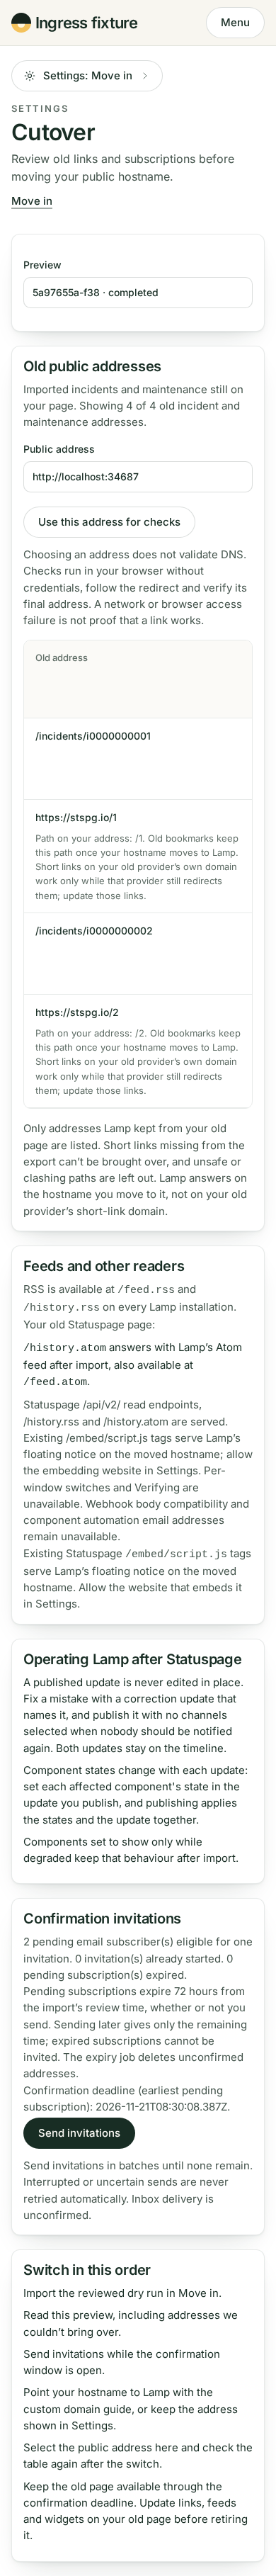 Ingress fixture
Menu
Settings: Move in
SETTINGS
Cutover
Review old links and subscriptions before
moving your public hostname.
Move in
Preview
5a97655a-f38 · completed
Old public addresses
Imported incidents and maintenance still on
your page. Showing 4 of 4 old incident and
maintenance addresses.
Public address
http://localhost:34687
Use this address for checks
Choosing an address does not validate DNS.
Checks run in your browser without
credentials, follow the redirect and verify its
final address. A network or browser access
failure is not proof that a link works.
Old address
/incidents/i0000000001
https://stspg.io/1
Path on your address: /1. Old bookmarks keep
this path once your hostname moves to Lamp.
Short links on your old provider’s own domain
work only while that provider still redirects
them; update those links.
/incidents/i0000000002
https://stspg.io/2
Path on your address: /2. Old bookmarks keep
this path once your hostname moves to Lamp.
Short links on your old provider’s own domain
work only while that provider still redirects
them; update those links.
Only addresses Lamp kept from your old
page are listed. Short links missing from the
export can’t be brought over, and unsafe or
clashing paths are left out. Lamp answers on
the hostname you move to it, not on your old
provider’s short-link domain.
Feeds and other readers
RSS is available at /feed.rss and
/history.rss on every Lamp installation.
Your old Statuspage page:
/history.atom answers with Lamp’s Atom
feed after import, also available at
/feed.atom.
Statuspage /api/v2/ read endpoints,
/history.rss and /history.atom are served.
Existing /embed/script.js tags serve Lamp’s
floating notice on the moved hostname; allow
the embedding website in Settings. Per-
window switches and Verifying are
unavailable. Webhook body compatibility and
component automation email addresses
remain unavailable.
Existing Statuspage /embed/script.js tags
serve Lamp’s floating notice on the moved
hostname. Allow the website that embeds it
in Settings.
Operating Lamp after Statuspage
A published update is never edited in place.
Fix a mistake with a correction update that
names it, and publish it with no channels
selected when nobody should be notified
again. Both updates stay on the timeline.
Component states change with each update:
set each affected component's state in the
update you publish, and publishing applies
the states and the update together.
Components set to show only while
degraded keep that behaviour after import.
Confirmation invitations
2 pending email subscriber(s) eligible for one
invitation. 0 invitation(s) already started. 0
pending subscription(s) expired.
Pending subscriptions expire 72 hours from
the import’s review time, whether or not you
send. Sending later gives only the remaining
time; expired subscriptions cannot be
invited. The expiry job deletes unconfirmed
addresses.
Confirmation deadline (earliest pending
subscription): 2026-11-21T08:30:08.387Z.
Send invitations
Send invitations in batches until none remain.
Interrupted or uncertain sends are never
retried automatically. Inbox delivery is
unconfirmed.
Switch in this order
Import the reviewed dry run in Move in.
Read this preview, including addresses we
couldn’t bring over.
Send invitations while the confirmation
window is open.
Point your hostname to Lamp with the
custom domain guide, or keep the address
shown in Settings.
Select the public address here and check the
table again after the switch.
Keep the old page available through the
confirmation deadline. Update links, feeds
and widgets on your old page before retiring
it.